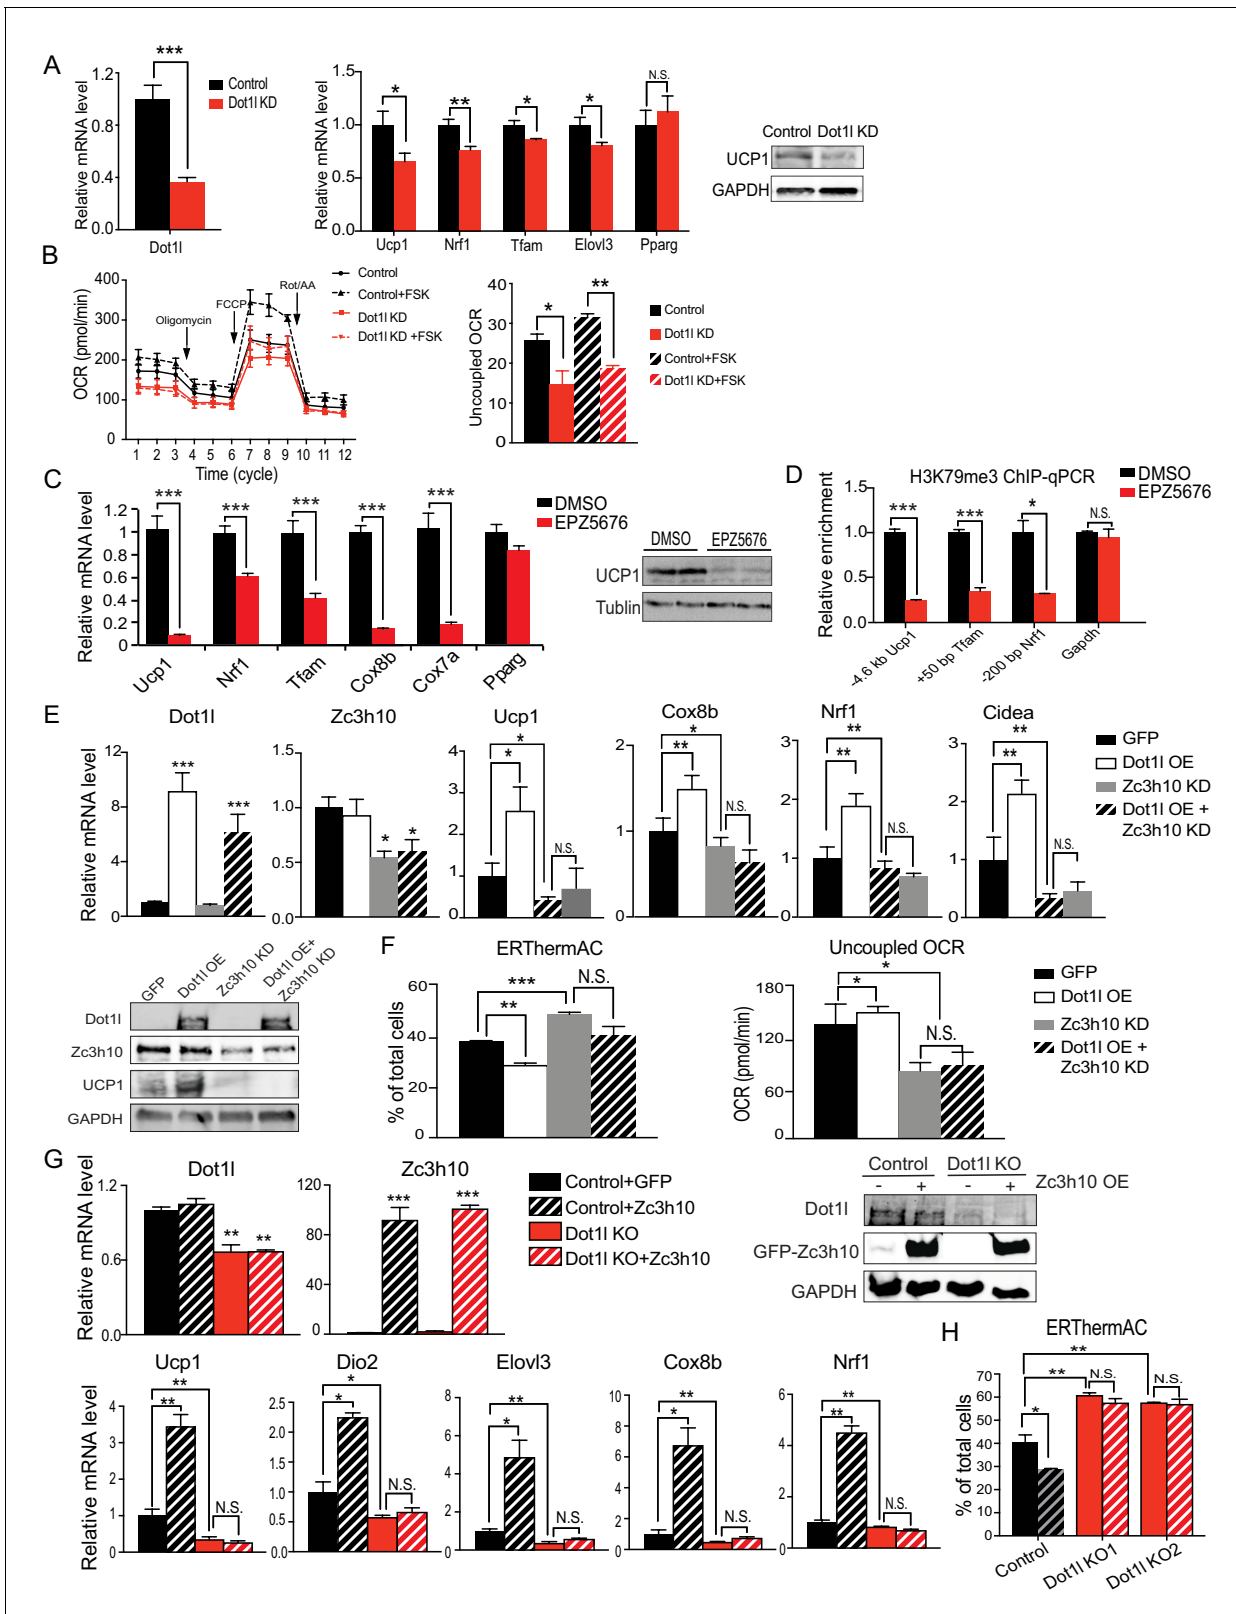 A
Relative mRNA level
1.2
0.8
0.4
0.0
***
Dot1l
Control
Dot1l KD
Relative mRNA level
1.5
1.0
0.5
0.0
* ** * * N.S.
Ucp1 Nrf1 Tfam Elovl3 Pparg
Control Dot1l KD
UCP1
GAPDH
B
OCR (pmol/min)
400
300
200
100
0
Oligomycin
FCCP
Rot/AA
Control
Control+FSK
Dot1l KD
Dot1l KD +FSK
1 2 3 4 5 6 7 8 9 10 11 12
Time (cycle)
Uncoupled OCR
40
30
20
10
0
* **
Control
Dot1l KD
Control+FSK
Dot1l KD+FSK
C
Relative mRNA level
1.2
1
0.8
0.6
0.4
0.2
0
*** *** *** *** ***
Ucp1 Nrf1 Tfam Cox8b Cox7a Pparg
DMSO
EPZ5676
DMSO EPZ5676
UCP1
Tublin
D
H3K79me3 ChIP-qPCR
DMSO
EPZ5676
Relative enrichment
1.5
1.0
0.5
0.0
*** *** * N.S.
-4.6 kb Ucp1 +50 bp Tfam -200 bp Nrf1 Gapdh
E
Relative mRNA level
Dot1l
12
8
4
0
*** ***
Zc3h10
1.5
1.0
0.5
0.0
* *
Ucp1
4
3
2
1
0
*
*
N.S.
Cox8b
2
1
0
*
**
N.S.
Nrf1
3
2
1
0
**
**
N.S.
Cidea
3
2
1
0
**
**
N.S.
GFP
Dot1l OE
Zc3h10 KD
Dot1l OE +
Zc3h10 KD
GFP Dot1l OE Zc3h10 KD Dot1l OE+
Zc3h10 KD
Dot1l
Zc3h10
UCP1
GAPDH
F
ERThermAC
% of total cells
60
40
20
0
***
**
N.S.
Uncoupled OCR
OCR (pmol/min)
180
120
60
0
*
*
N.S.
GFP
Dot1l OE
Zc3h10 KD
Dot1l OE +
Zc3h10 KD
G
Relative mRNA level
Dot1l
1.2
0.6
0.0
** **
Zc3h10
120
80
40
0
*** ***
Control+GFP
Control+Zc3h10
Dot1l KO
Dot1l KO+Zc3h10
Control Dot1l KO
- + - + Zc3h10 OE
Dot1l
GFP-Zc3h10
GAPDH
Relative mRNA level
Ucp1
4
3
2
1
0
**
**
N.S.
Dio2
2.5
2.0
1.5
1.0
0.5
0.0
*
*
N.S.
Elovl3
8
6
4
2
0
**
*
N.S.
Cox8b
10
8
6
4
2
0
**
*
N.S.
Nrf1
6
4
2
0
**
**
N.S.
H
ERThermAC
% of total cells
70
60
50
40
30
20
10
0
**
**
*
N.S. N.S.
Control Dot1l KO1 Dot1l KO2